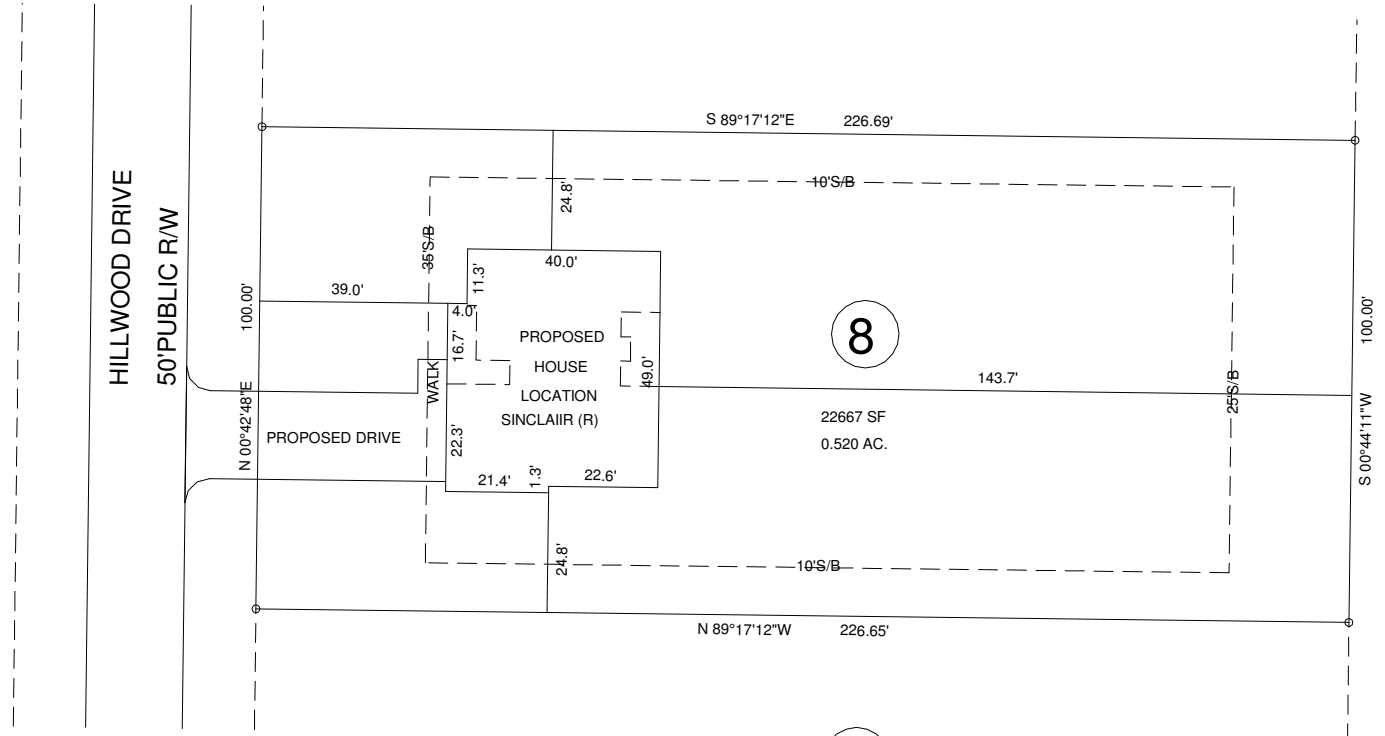 S 89°17'12"E 226.69'
10'S/B
24.8'
35'S/B
HILLWOOD DRIVE
50'PUBLIC R/W
40.0'
11.3'
39.0'
4.0'
100.00'
100.00'
16.7'
PROPOSED
HOUSE
LOCATION
SINCLAIIR (R)
8
49.0'
143.7'
WALK
25'S/B
N 00°42'48"E
S 00°44'11"W
22667 SF
0.520 AC.
PROPOSED DRIVE
22.3'
21.4'
1.3'
22.6'
24.8'
10'S/B
N 89°17'12"W 226.65'